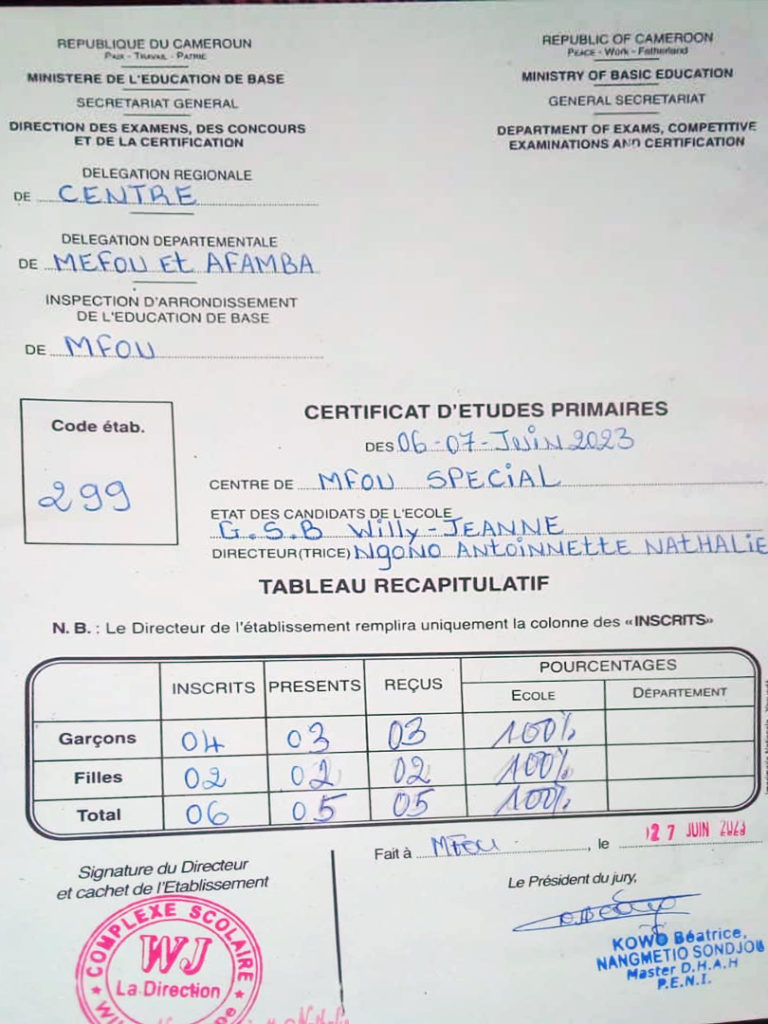 REPUBLIQUE DU CAMEROUN
PAIX - TRAVAIL - PATRIE
MINISTERE DE L'EDUCATION DE BASE
SECRETARIAT GENERAL
DIRECTION DES EXAMENS, DES CONCOURS
ET DE LA CERTIFICATION
DELEGATION REGIONALE
DE CENTRE
DELEGATION DEPARTEMENTALE
DE MEFOU Et AFAMBA
INSPECTION D'ARRONDISSEMENT
DE L'EDUCATION DE BASE
DE MFOU
REPUBLIC OF CAMEROON
PEACE - Work - Fatherland
MINISTRY OF BASIC EDUCATION
GENERAL SECRETARIAT
DEPARTMENT OF EXAMS, COMPETITIVE
EXAMINATIONS AND CERTIFICATION
Code étab.
299
CERTIFICAT D'ETUDES PRIMAIRES
DES 06-07-Juin 2023
CENTRE DE MFOU SPECIAL
ETAT DES CANDIDATS DE L'ECOLE
G.S.B Willy-JEANNE
DIRECTEUR(TRICE) NgONO ANTOINNETTE NATHALIE
TABLEAU RECAPITULATIF
N. B. : Le Directeur de l'établissement remplira uniquement la colonne des «INSCRITS»
INSCRITS PRESENTS REÇUS POURCENTAGES
ECOLE DÉPARTEMENT
Garçons 04 03 03 100%
Filles 02 02 02 100%
Total 06 05 05 100%
Fait à MFOU, le 27 JUIN 2023
Signature du Directeur
et cachet de l'Etablissement
Le Président du jury,
COMPLEXE SCOLAIRE
WJ
La Direction
KOWO Béatrice,
NANGMETIO SONDJOU
Master D.H.A.H
P.E.N.I.